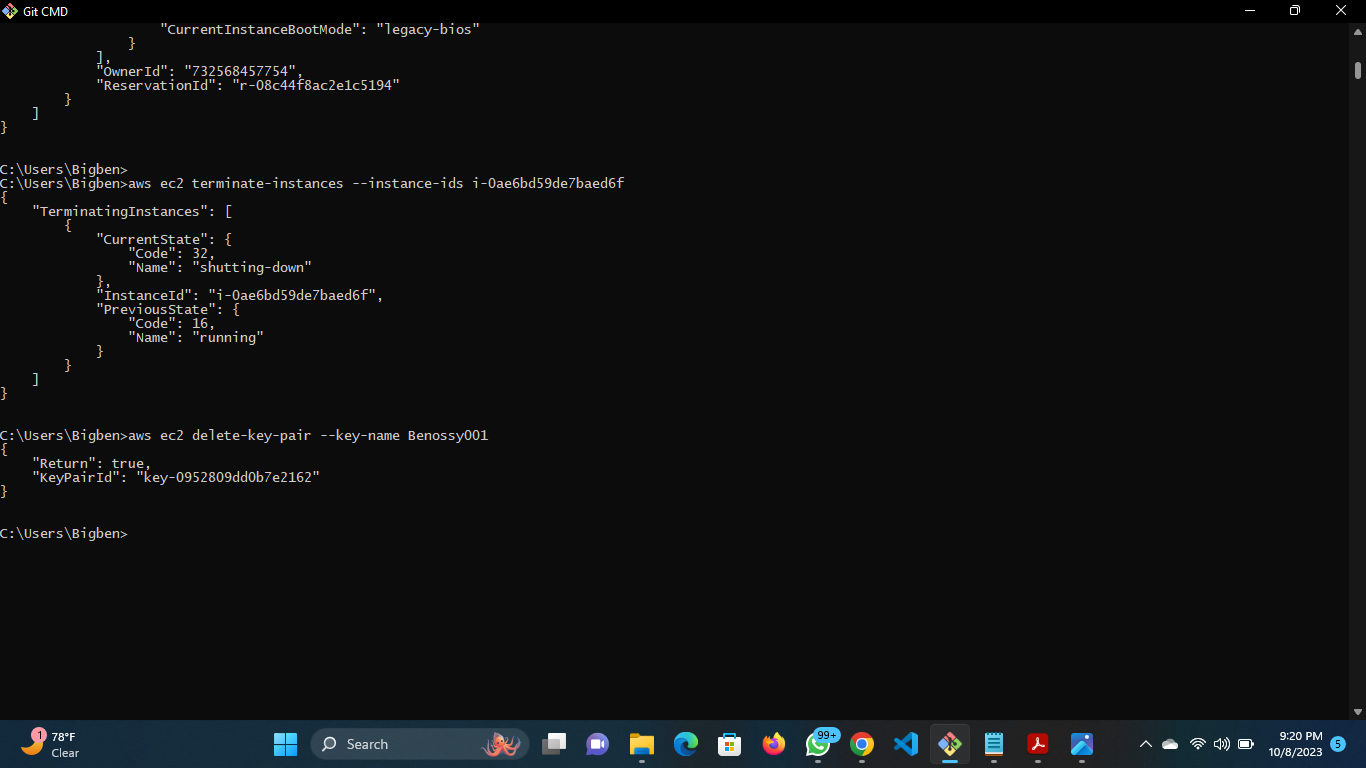 Git CMD
"CurrentInstanceBootMode": "legacy-bios"
}
],
"OwnerId": "732568457754",
"ReservationId": "r-08c44f8ac2e1c5194"
}
]
}
C:\Users\Bigben>
C:\Users\Bigben>aws ec2 terminate-instances --instance-ids i-0ae6bd59de7baed6f
{
"TerminatingInstances": [
{
"CurrentState": {
"Code": 32,
"Name": "shutting-down"
},
"InstanceId": "i-0ae6bd59de7baed6f",
"PreviousState": {
"Code": 16,
"Name": "running"
}
}
]
}
C:\Users\Bigben>aws ec2 delete-key-pair --key-name Benossy001
{
"Return": true,
"KeyPairId": "key-0952809dd0b7e2162"
}
C:\Users\Bigben>
1
78°F
Clear
Search
99+
9:20 PM
10/8/2023
5